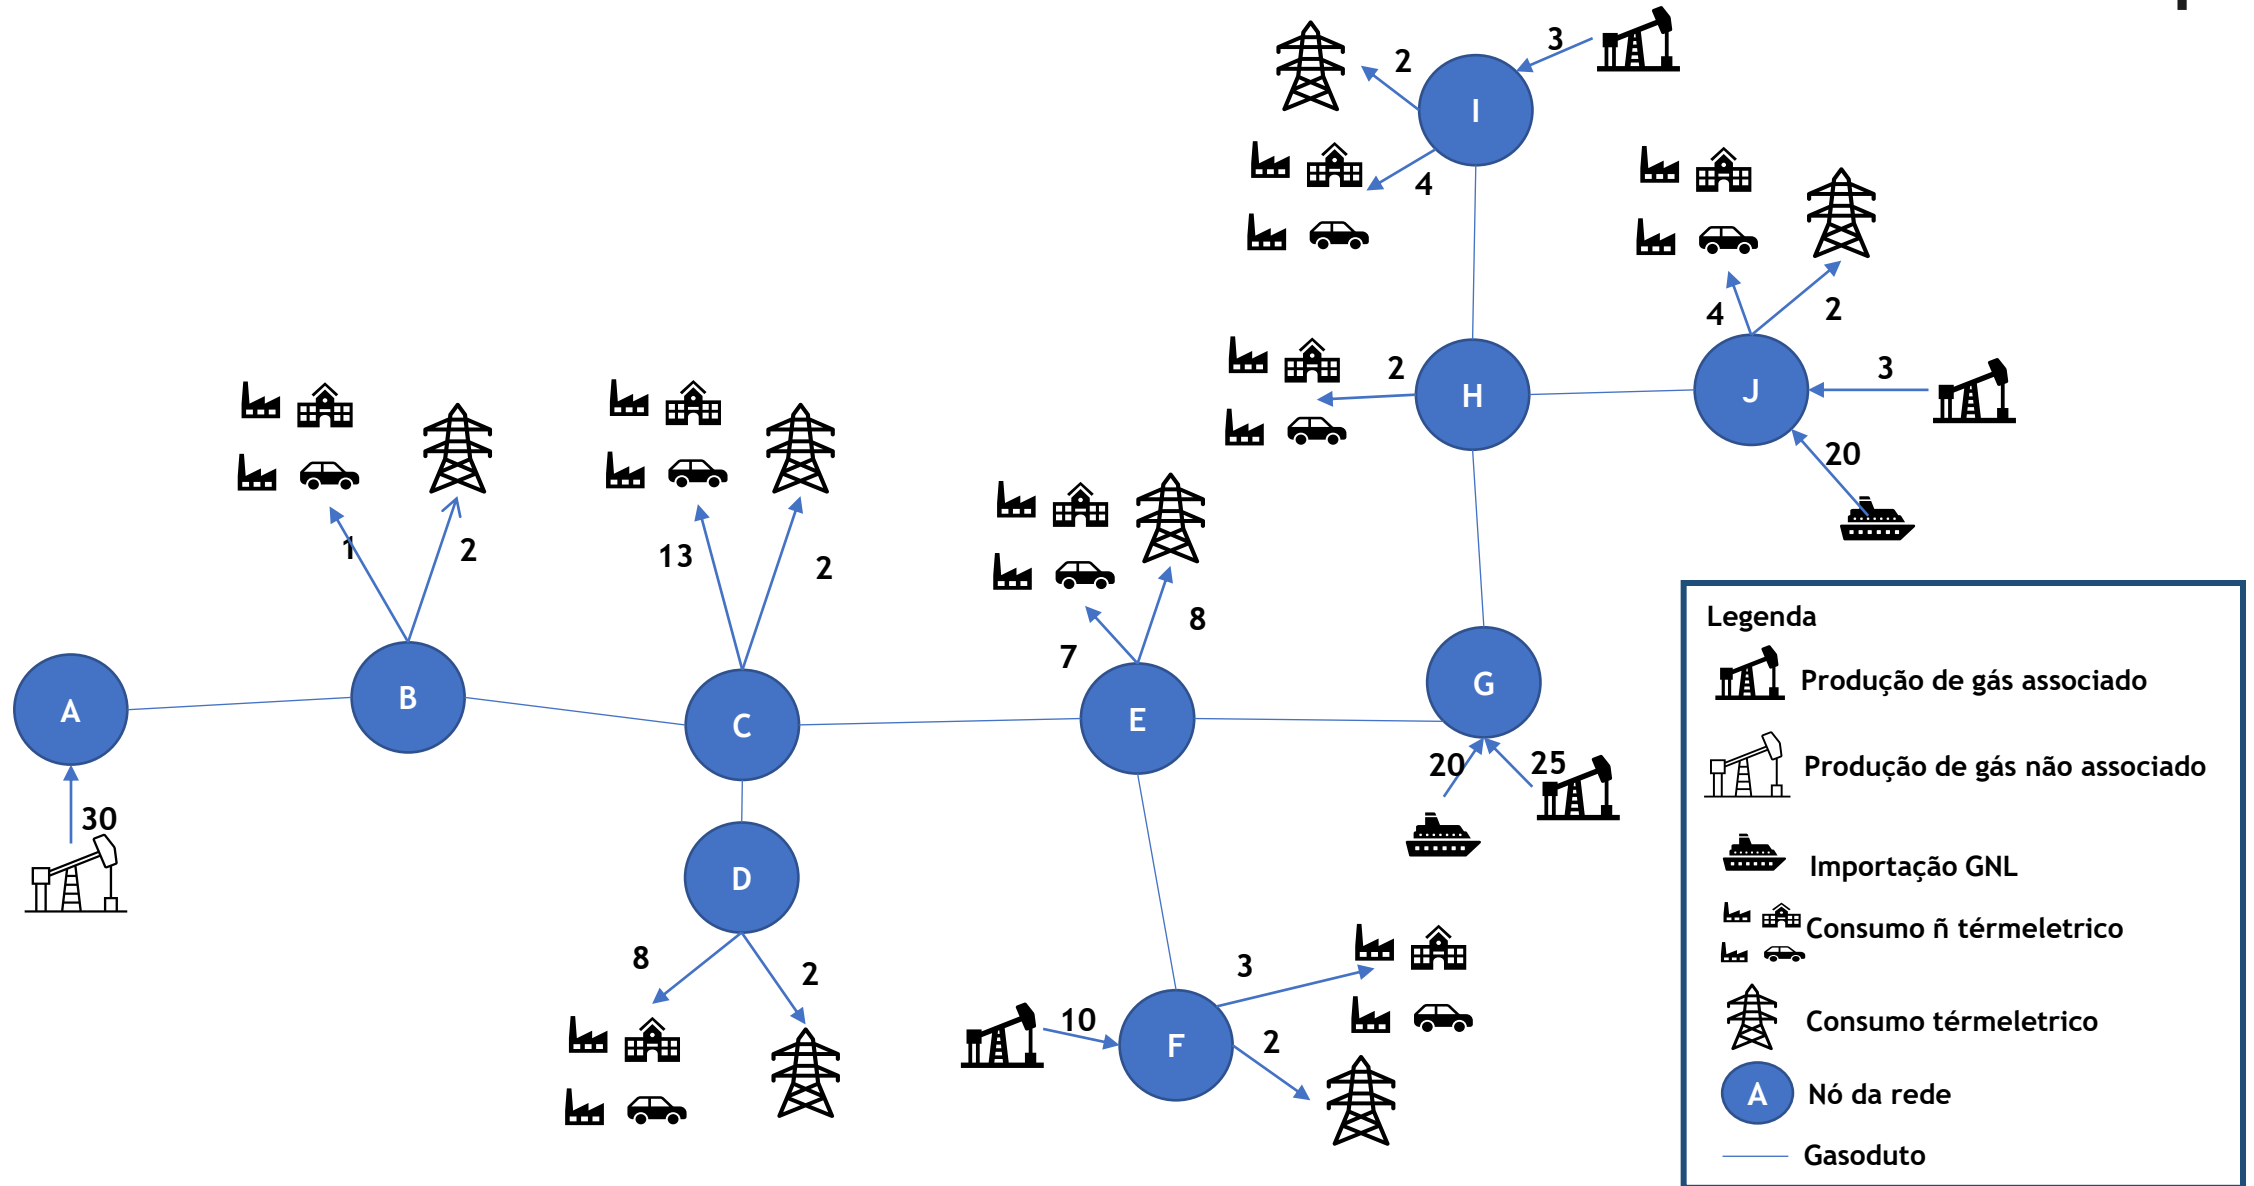 3
2
I
4
4
2
2
H
J
3
20
1
2
13
2
8
7
A
B
C
E
G
20
25
30
D
8
2
3
10
F
2
Legenda
Produção de gás associado
Produção de gás não associado
Importação GNL
Consumo ñ térmeletrico
Consumo térmeletrico
A
Nó da rede
Gasoduto